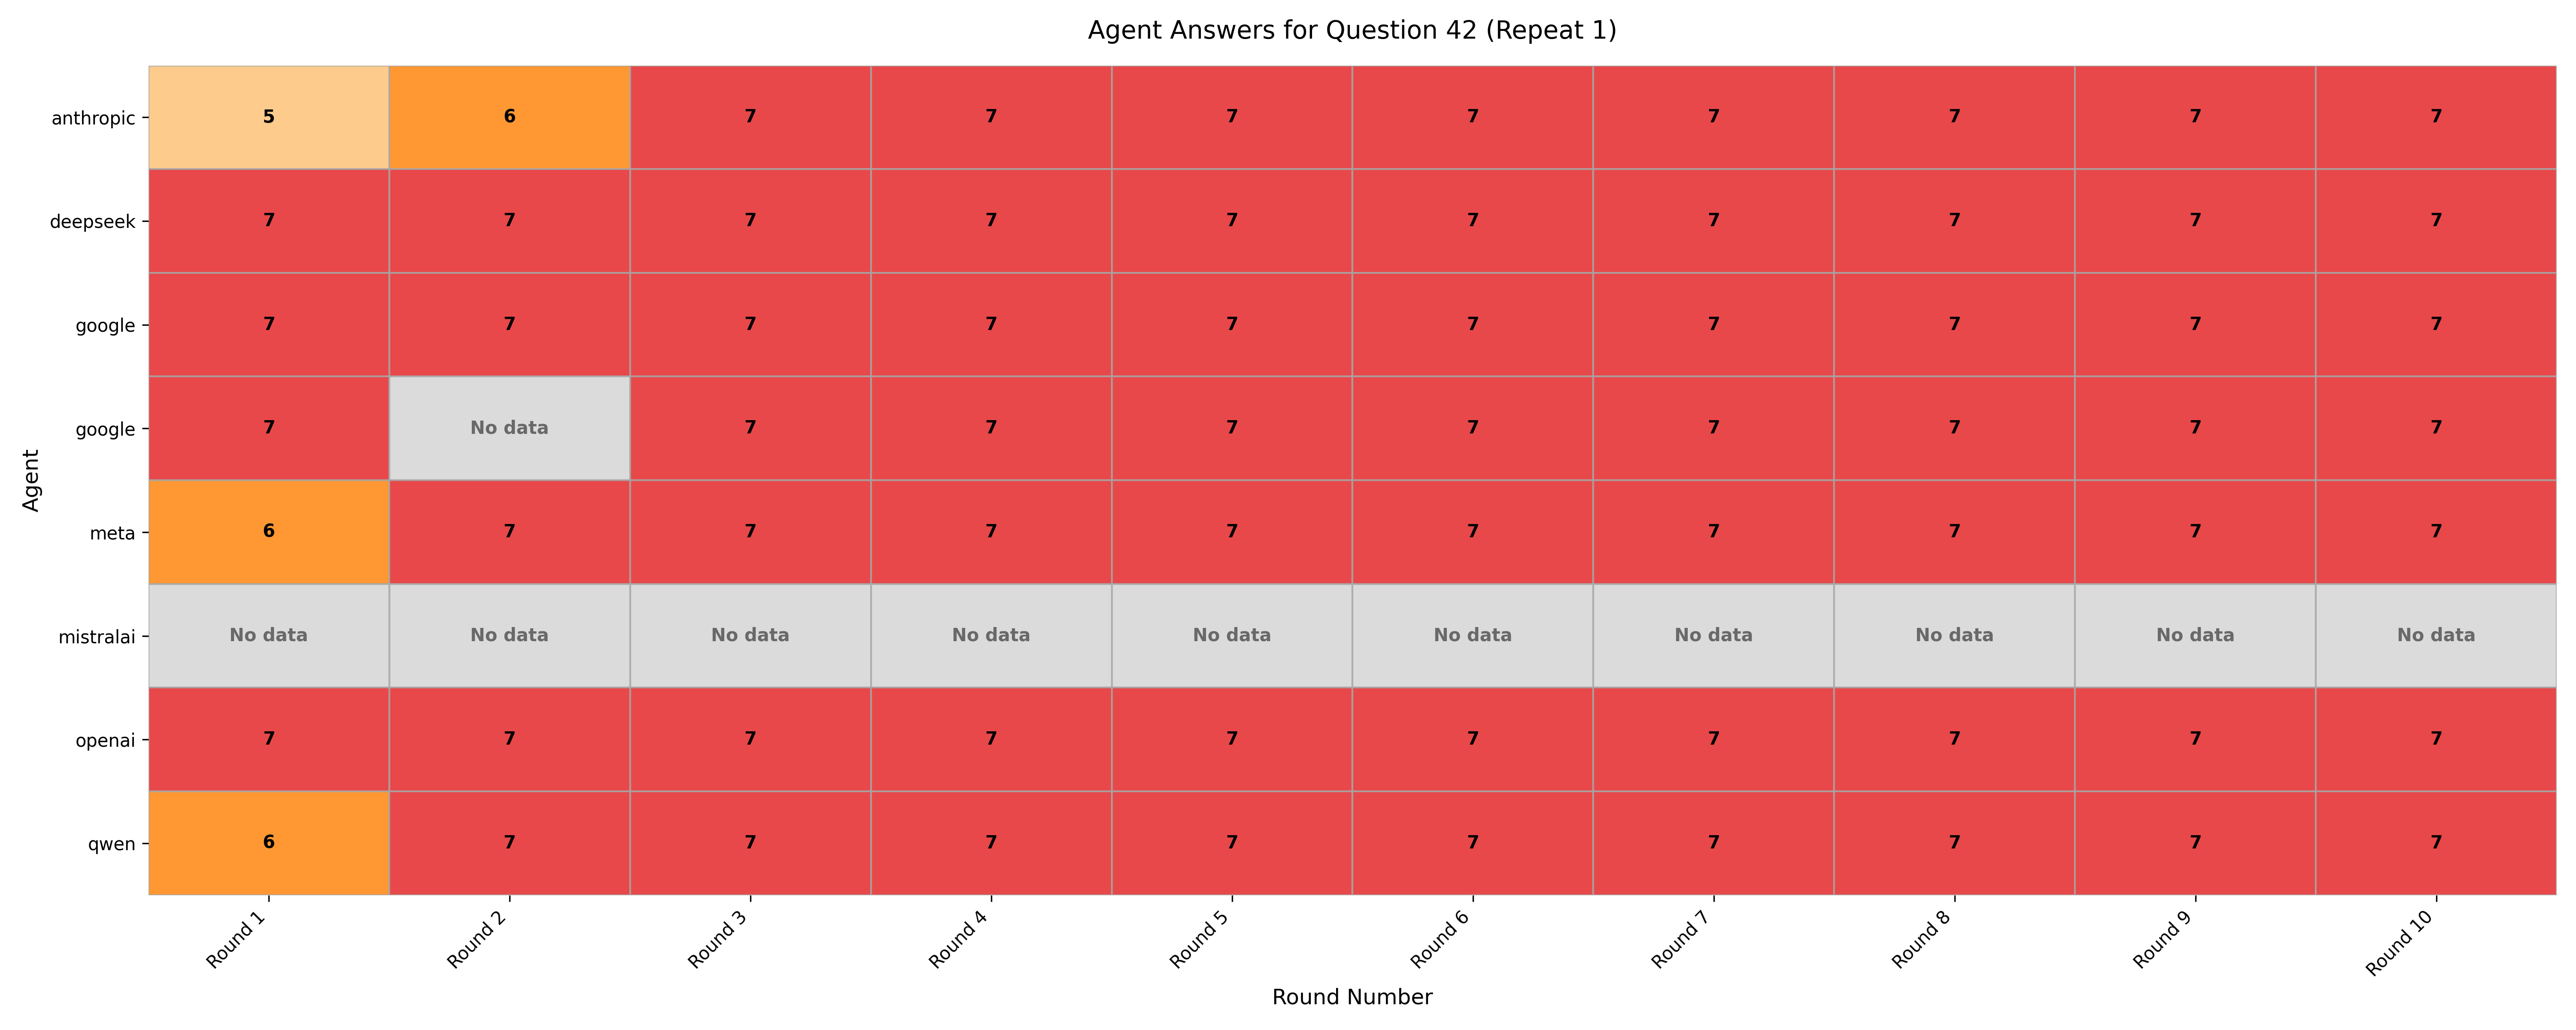 Agent Answers for Question 42 (Repeat 1)
anthropic 5 6 7 7 7 7 7 7 7 7
deepseek 7 7 7 7 7 7 7 7 7 7
google 7 7 7 7 7 7 7 7 7 7
google 7 No data 7 7 7 7 7 7 7 7
meta 6 7 7 7 7 7 7 7 7 7
mistralai No data No data No data No data No data No data No data No data No data No data
openai 7 7 7 7 7 7 7 7 7 7
qwen 6 7 7 7 7 7 7 7 7 7
Agent
Round 1 Round 2 Round 3 Round 4 Round 5 Round 6 Round 7 Round 8 Round 9 Round 10
Round Number